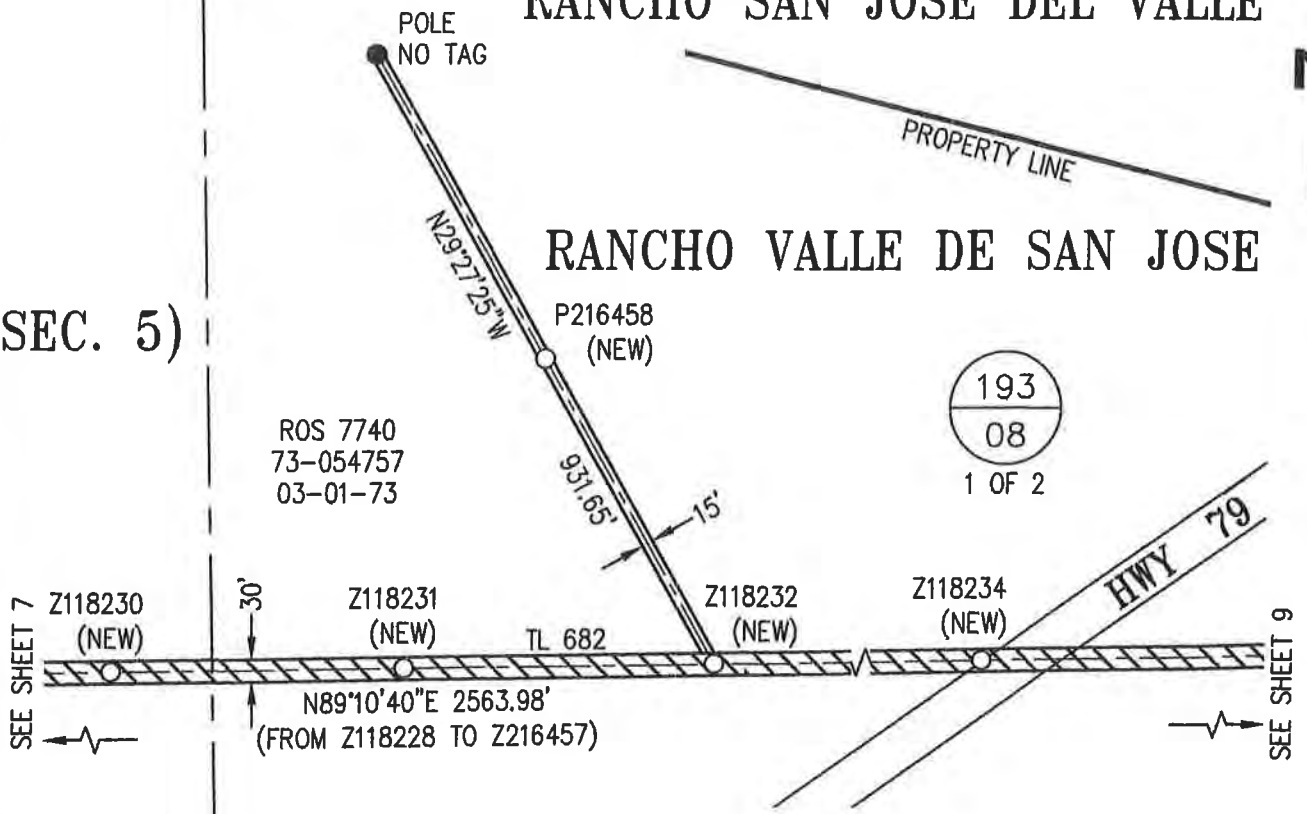 RANCHO SAN JOSE DEL VALLE
POLE
NO TAG
PROPERTY LINE
N29°27'25"W
RANCHO VALLE DE SAN JOSE
SEC. 5)
P216458
(NEW)
193
08
1 OF 2
ROS 7740
73-054757
03-01-73
931.65'
15'
HWY 79
SEE SHEET 7
Z118230
(NEW)
30'
Z118231
(NEW)
TL 682
Z118232
(NEW)
Z118234
(NEW)
SEE SHEET 9
N89°10'40"E 2563.98'
(FROM Z118228 TO Z216457)